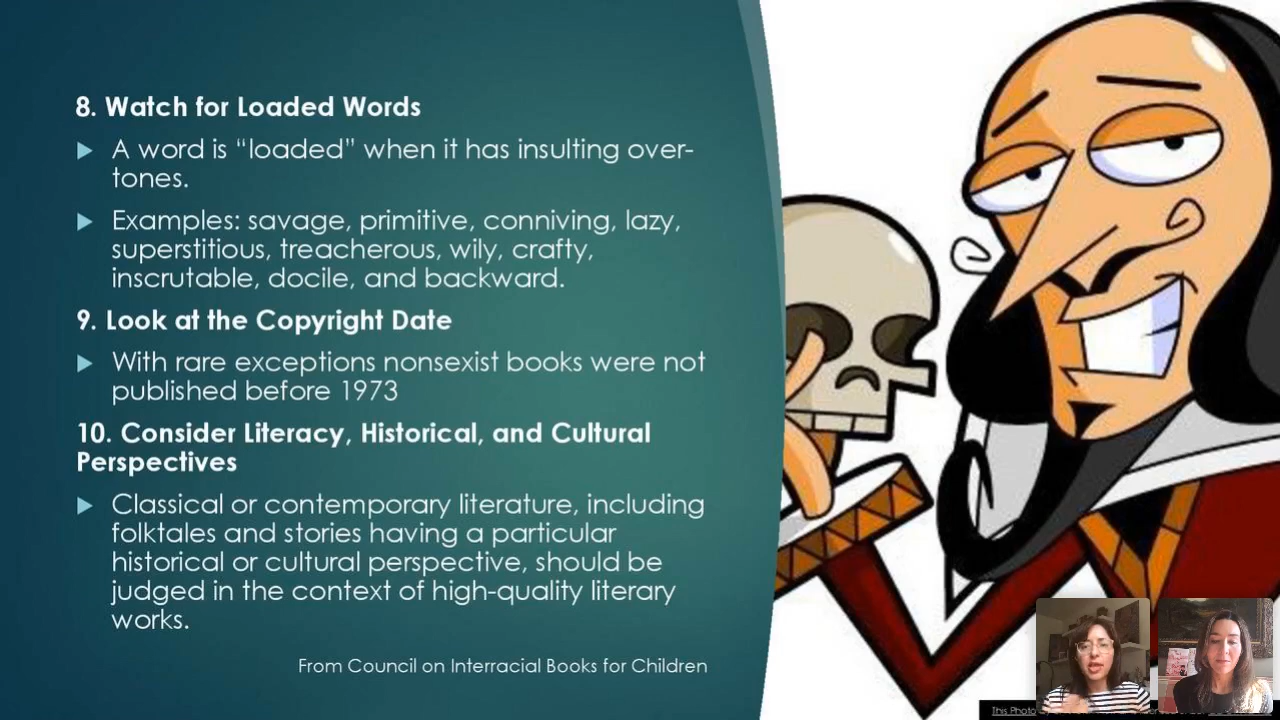 8. Watch for Loaded Words
A word is “loaded” when it has insulting over-
tones.
Examples: savage, primitive, conniving, lazy,
superstitious, treacherous, wily, crafty,
inscrutable, docile, and backward.
9. Look at the Copyright Date
With rare exceptions nonsexist books were not
published before 1973
10. Consider Literacy, Historical, and Cultural
Perspectives
Classical or contemporary literature, including
folktales and stories having a particular
historical or cultural perspective, should be
judged in the context of high-quality literary
works.
From Council on Interracial Books for Children
This Photo